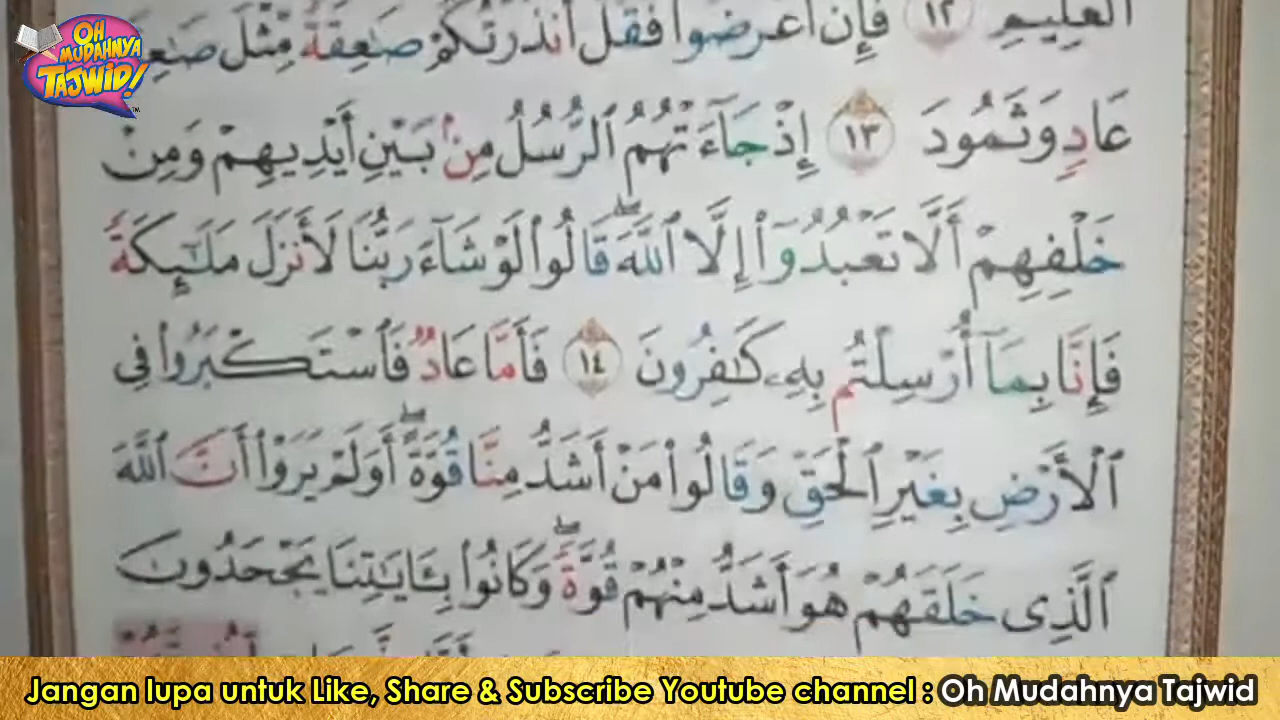 OH
MUDAHNYA
TAJWID!
™
ٱلْعَلِيمِ ١٢ فَإِنْ أَعْرَضُوا۟ فَقُلْ أَنذَرْتُكُمْ صَـٰعِقَةً مِّثْلَ
عَادٍ وَثَمُودَ ١٣ إِذْ جَآءَتْهُمُ ٱلرُّسُلُ مِنۢ بَيْنِ أَيْدِيهِمْ وَمِنْ
خَلْفِهِمْ أَلَّا تَعْبُدُوٓا۟ إِلَّا ٱللَّهَ ۖ قَالُوا۟ لَوْ شَآءَ رَبُّنَا لَأَنزَلَ مَلَـٰٓئِكَةً
فَإِنَّا بِمَآ أُرْسِلْتُم بِهِۦ كَـٰفِرُونَ ١٤ فَأَمَّا عَادٌ فَٱسْتَكْبَرُوا۟ فِى
ٱلْأَرْضِ بِغَيْرِ ٱلْحَقِّ وَقَالُوا۟ مَنْ أَشَدُّ مِنَّا قُوَّةً ۖ أَوَلَمْ يَرَوْا۟ أَنَّ ٱللَّهَ
ٱلَّذِى خَلَقَهُمْ هُوَ أَشَدُّ مِنْهُمْ قُوَّةً ۖ وَكَانُوا۟ بِـَٔايَـٰتِنَا يَجْحَدُونَ
Jangan lupa untuk Like, Share & Subscribe Youtube channel : Oh Mudahnya Tajwid